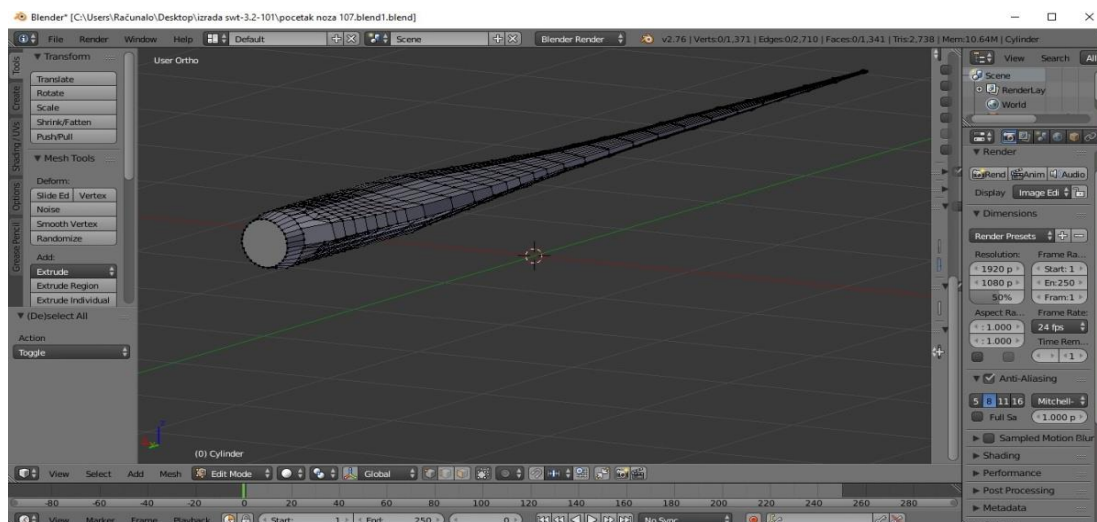 Blender* [C:\Users\Računalo\Desktop\izrada swt-3.2-101\pocetak noza 107.blend1.blend]
File Render Window Help Default Scene Blender Render v2.76 | Verts:0/1,371 | Edges:0/2,710 | Faces:0/1,341 | Tris:2,738 | Mem:10.64M | Cylinder
Tools
Create
Shading / UVs
Options
Grease Pencil
Transform
Translate
Rotate
Scale
Shrink/Fatten
Push/Pull
Mesh Tools
Deform:
Slide Ed Vertex
Noise
Smooth Vertex
Randomize
Add:
Extrude
Extrude Region
Extrude Individual
(De)select All
Action
Toggle
User Ortho
(0) Cylinder
View Select Add Mesh Edit Mode Global
-80 -60 -40 -20 0 20 40 60 80 100 120 140 160 180 200 220 240 260 280
View Marker Frame Playback Start: 1 End: 250 0 No Sync
View Search All
Scene
RenderLay
World
Render
Rend Anim Audio
Display Image Edi
Dimensions
Render Presets
Resolution: Frame Ra...
1920 p Start: 1
1080 p En:250
50% Fram:1
Aspect Ra... Frame Rate:
: 1.000 24 fps
: 1.000 Time Rem...
1
Anti-Aliasing
5 8 11 16 Mitchell-
Full Sa 1.000 p
Sampled Motion Blur
Shading
Performance
Post Processing
Metadata